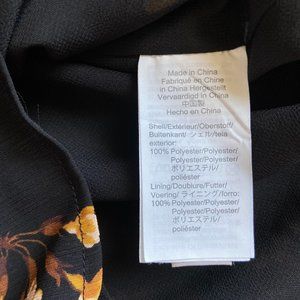 Made in China
Fabriqué en Chine
in China Hergestellt
Vervaardigd in China
中国製
Hecho en China
Shell/Extérieur/Oberstoff/
Buitenkant/ シェル/tela
exterior:
100% Polyester/Polyester/
Polyester/Polyester/
ポリエステル/
poliéster
Lining/Doublure/Futter/
Voering/ ライニング/forro:
100% Polyester/Polyester/
Polyester/Polyester/
ポリエステル/
poliéster